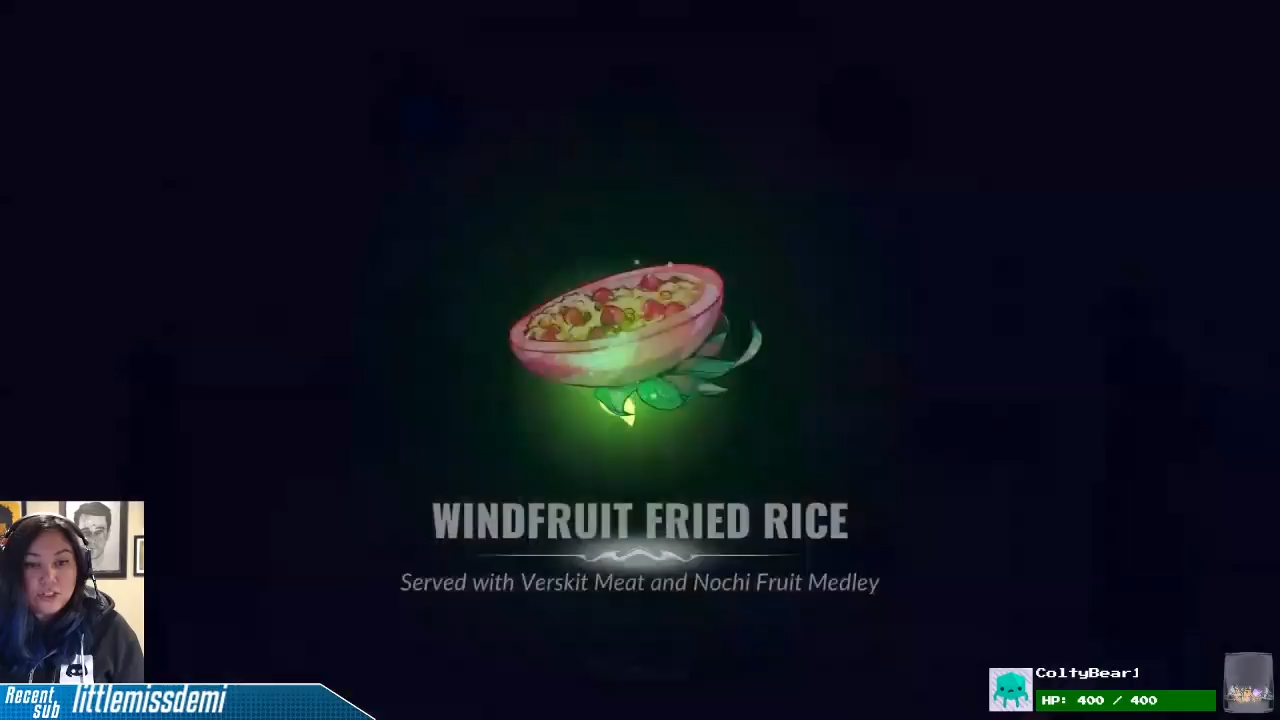 WINDFRUIT FRIED RICE
Served with Verskit Meat and Nochi Fruit Medley
Recent sub
littlemissdemi
ColtyBear1
HP: 400 / 400